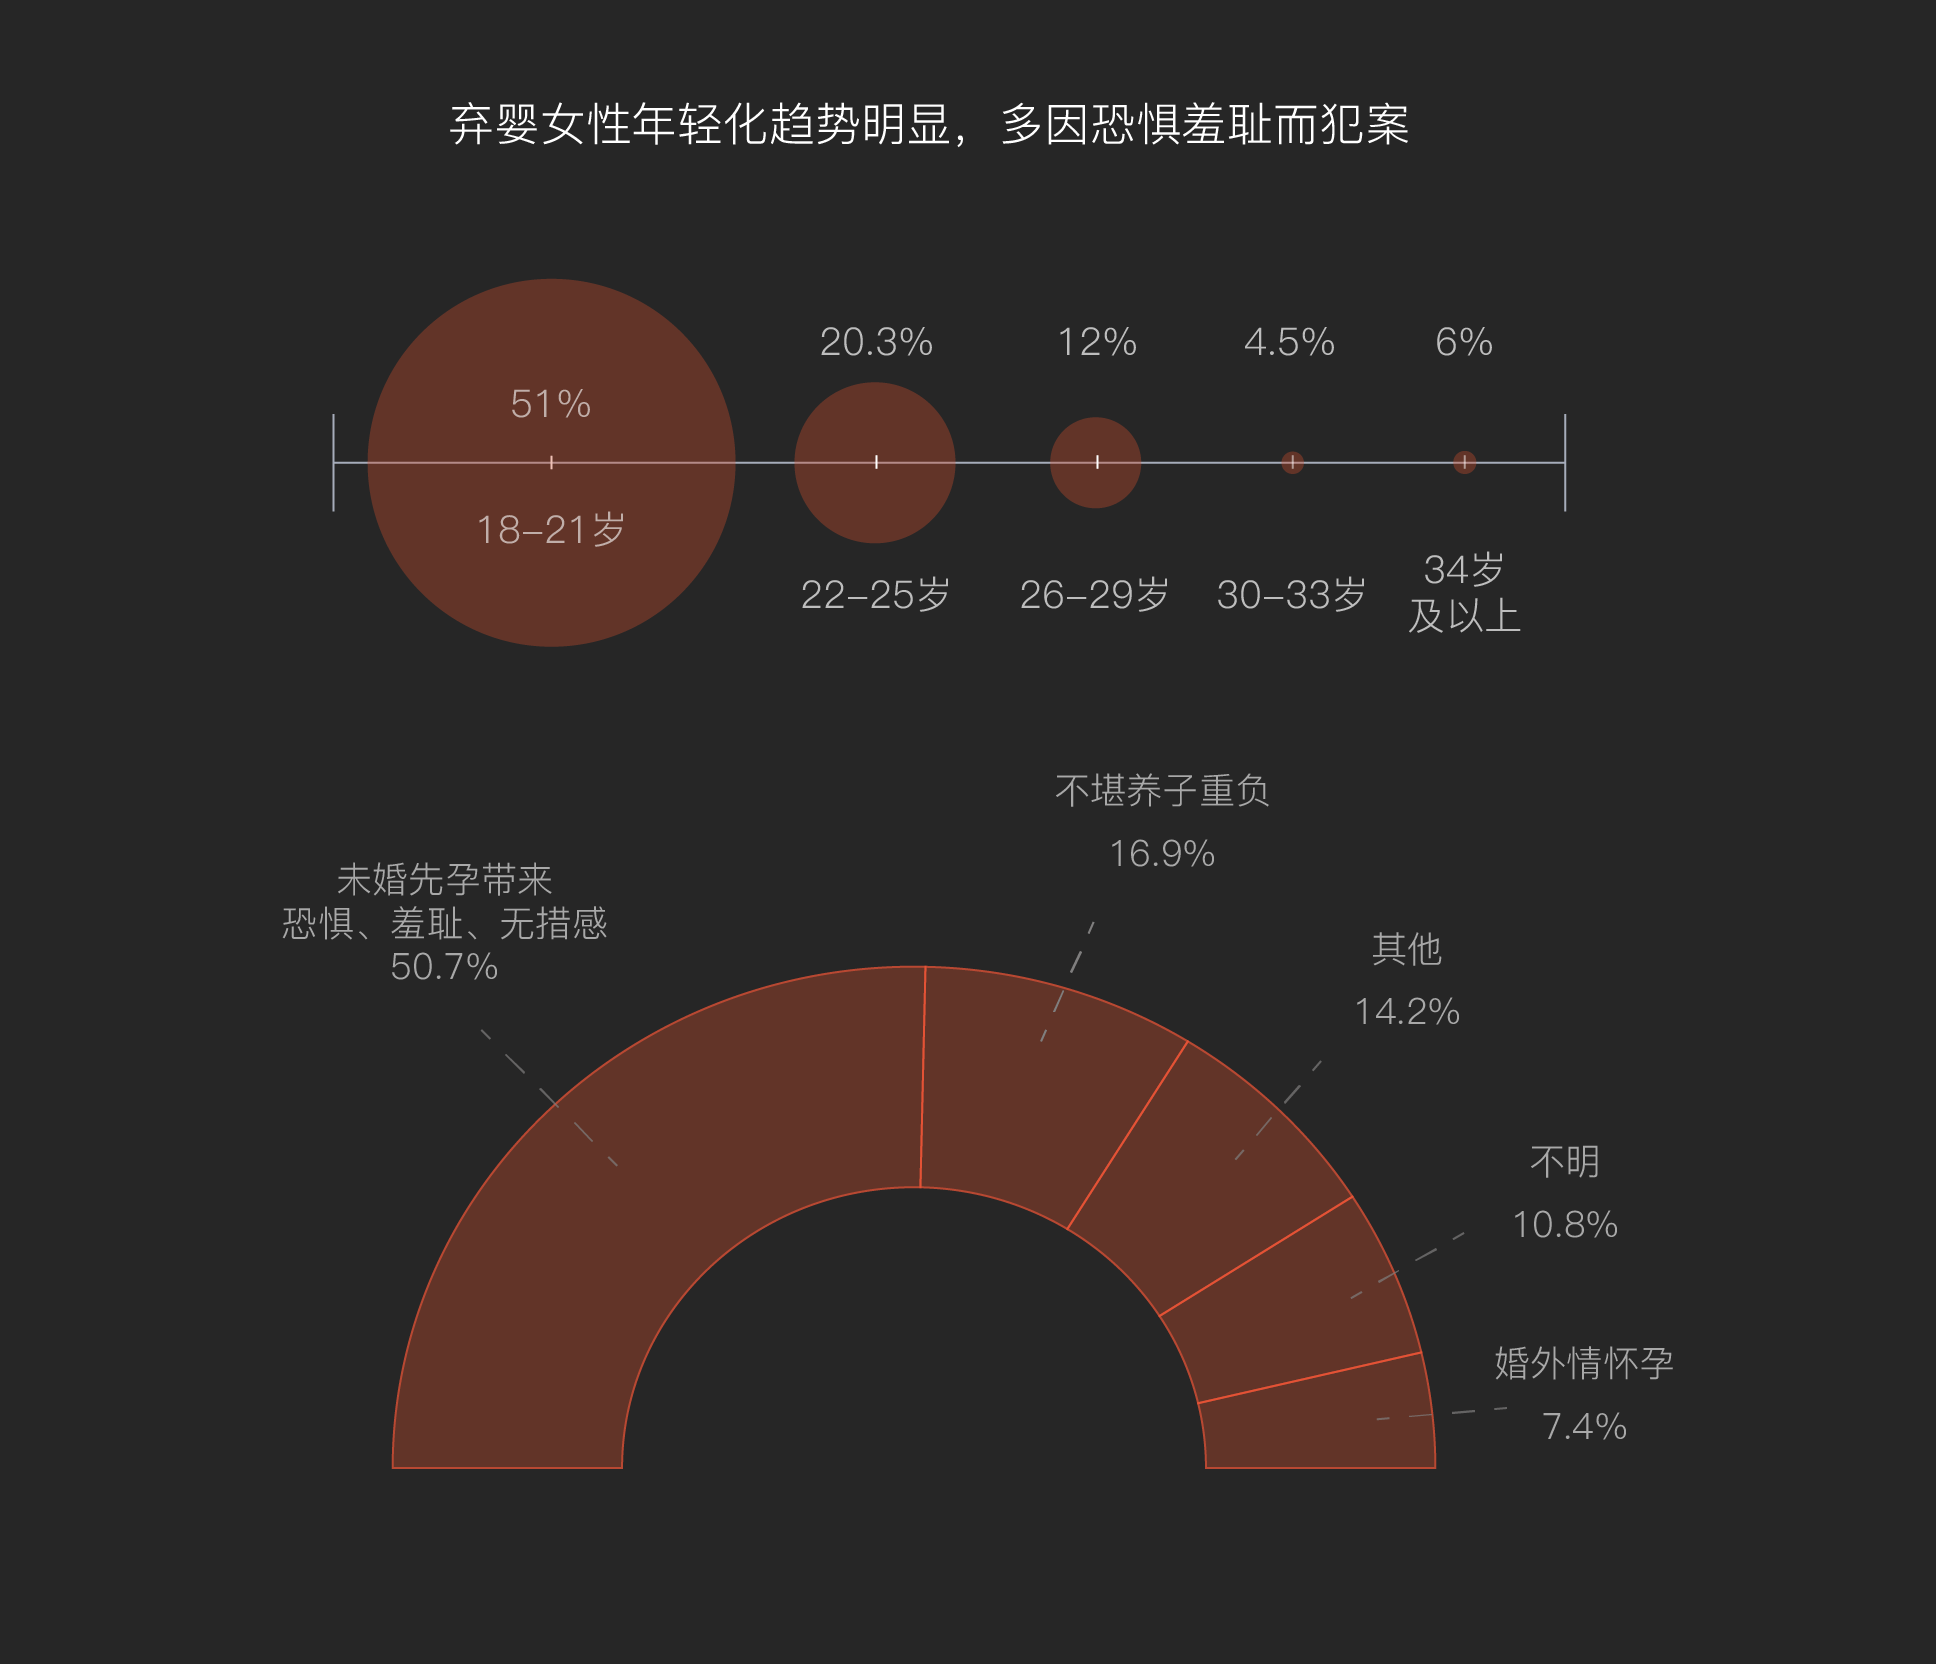 弃婴女性年轻化趋势明显，多因恐惧羞耻而犯案
51%
20.3%
12%
4.5%
6%
18–21岁
22–25岁
26–29岁
30–33岁
34岁
及以上
未婚先孕带来
恐惧、羞耻、无措感
50.7%
不堪养子重负
16.9%
其他
14.2%
不明
10.8%
婚外情怀孕
7.4%